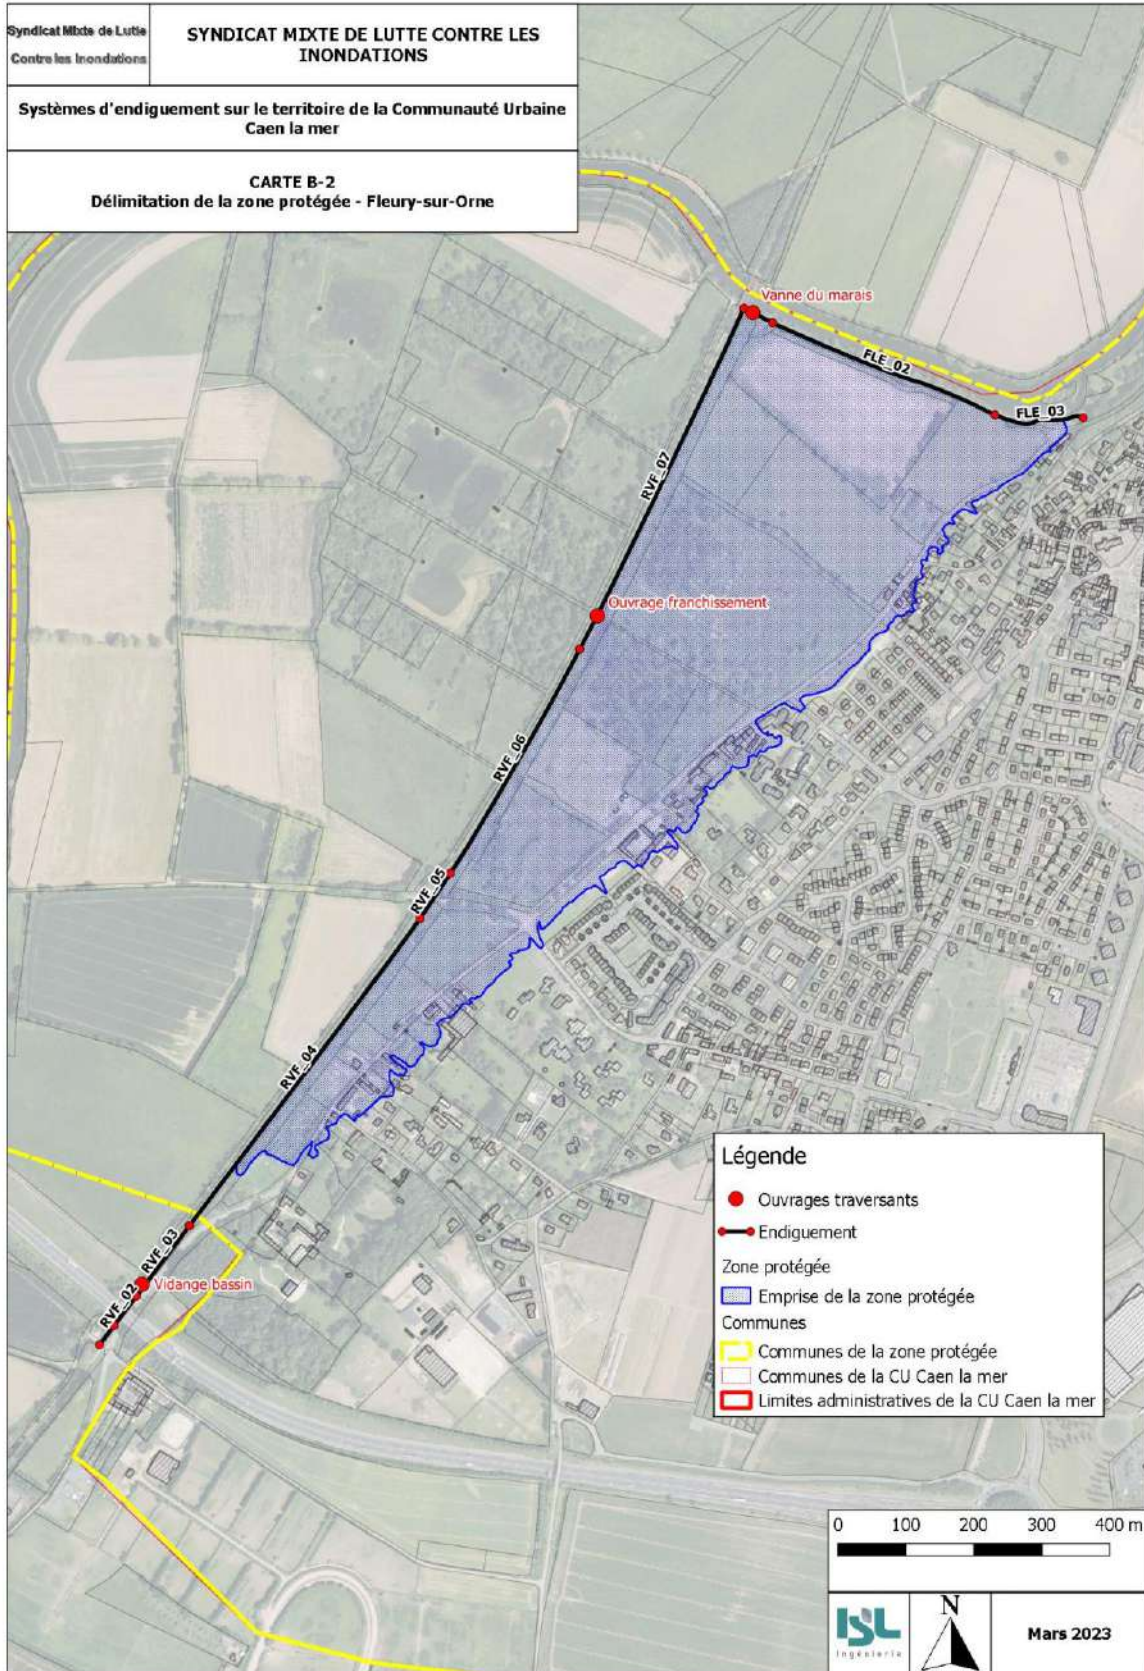 Syndicat Mixte de Lutte
Contre les Inondations
SYNDICAT MIXTE DE LUTTE CONTRE LES
INONDATIONS
Systèmes d'endiguement sur le territoire de la Communauté Urbaine
Caen la mer
CARTE B-2
Délimitation de la zone protégée - Fleury-sur-Orne
Vanne du marais
FLE_02
FLE_03
RVF_07
Ouvrage franchissement
RVF_06
RVF_05
RVF_04
RVF_03
RVF_02
Vidange bassin
Légende
Ouvrages traversants
Endiguement
Zone protégée
Emprise de la zone protégée
Communes
Communes de la zone protégée
Communes de la CU Caen la mer
Limites administratives de la CU Caen la mer
0 100 200 300 400 m
ISL
Ingénierie
N
Mars 2023